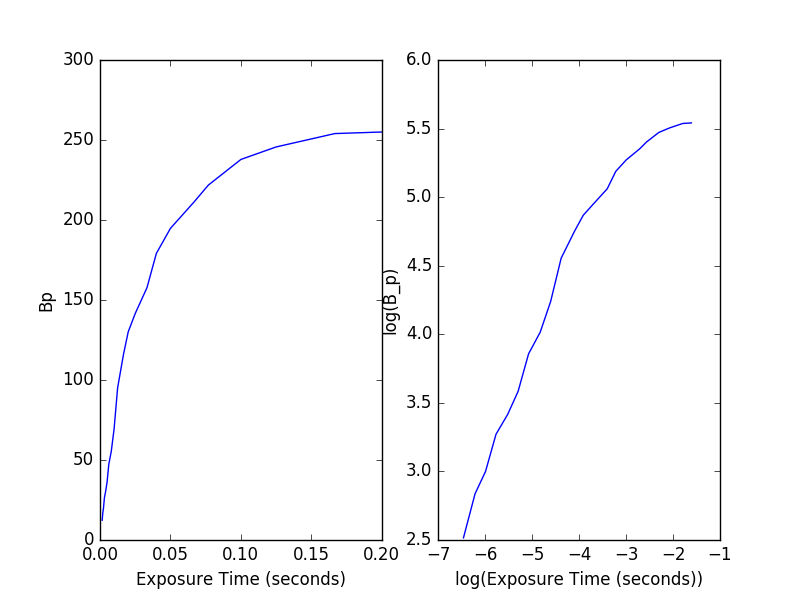 300
250
200
150
100
50
0
Bp
0.00 0.05 0.10 0.15 0.20
Exposure Time (seconds)
6.0
5.5
5.0
4.5
4.0
3.5
3.0
2.5
log(B_p)
−7 −6 −5 −4 −3 −2 −1
log(Exposure Time (seconds))